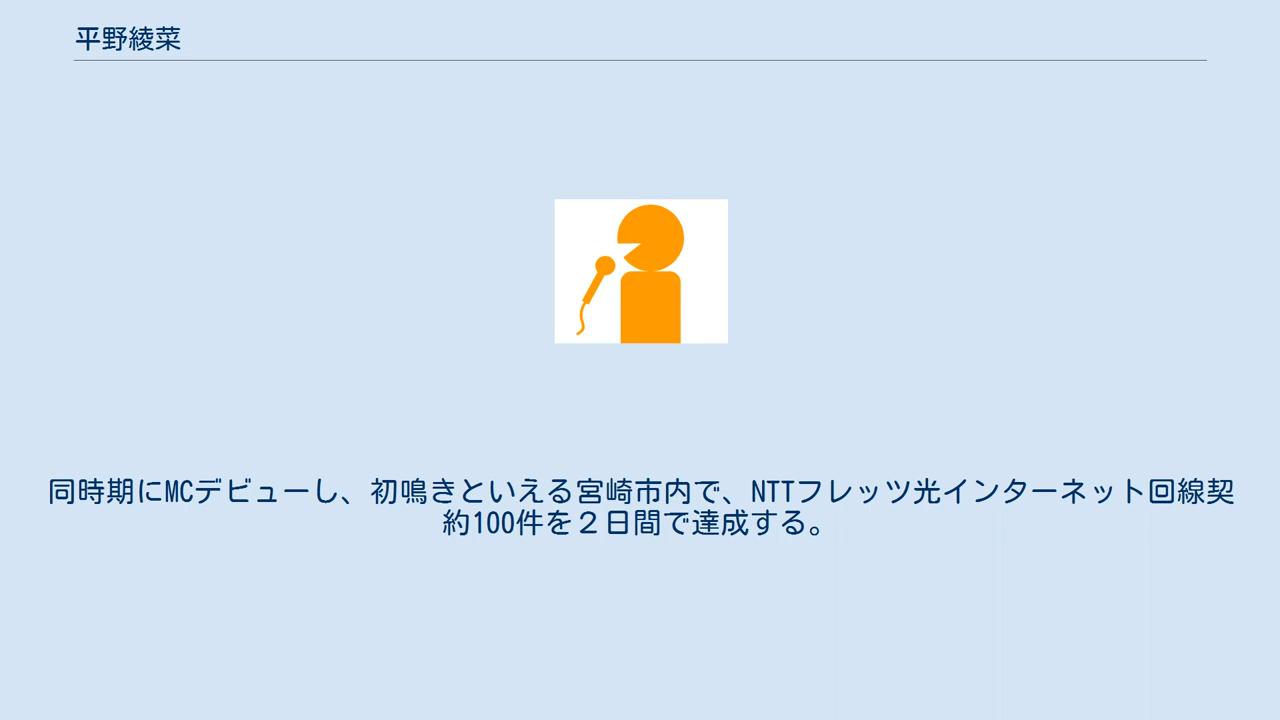 平野綾菜
同時期にMCデビューし、初鳴きといえる宮崎市内で、NTTフレッツ光インターネット回線契
約100件を２日間で達成する。